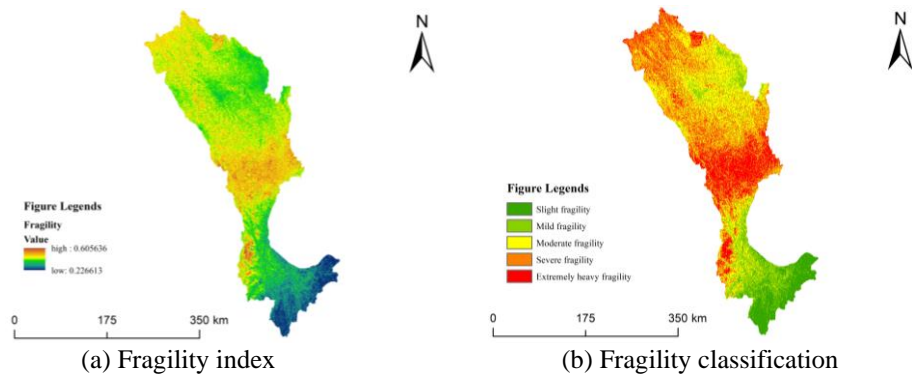 N
Figure Legends
Fragility
Value
high : 0.605636
low: 0.226613
0 175 350 km
(a) Fragility index
N
Figure Legends
Slight fragility
Mild fragility
Moderate fragility
Severe fragility
Extremely heavy fragility
0 175 350 km
(b) Fragility classification